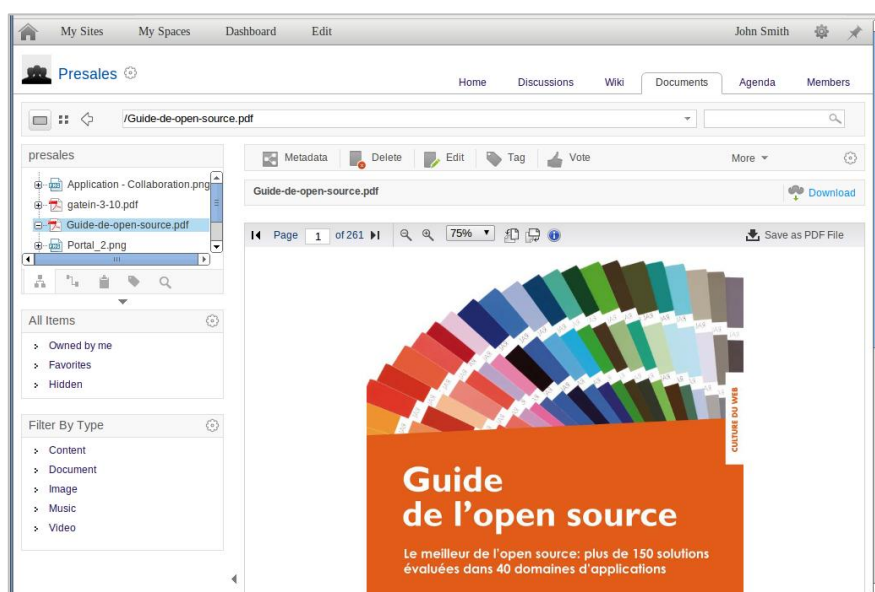 My Sites My Spaces Dashboard Edit John Smith
Presales
Home Discussions Wiki Documents Agenda Members
/Guide-de-open-source.pdf
presales
Application - Collaboration.png
gatein-3-10.pdf
Guide-de-open-source.pdf
Portal_2.png
All Items
Owned by me
Favorites
Hidden
Filter By Type
Content
Document
Image
Music
Video
Metadata Delete Edit Tag Vote More
Guide-de-open-source.pdf Download
Page 1 of 261 75% Save as PDF File
CULTURE DU WEB
Guide
de l'open source
Le meilleur de l'open source: plus de 150 solutions
évaluées dans 40 domaines d'applications